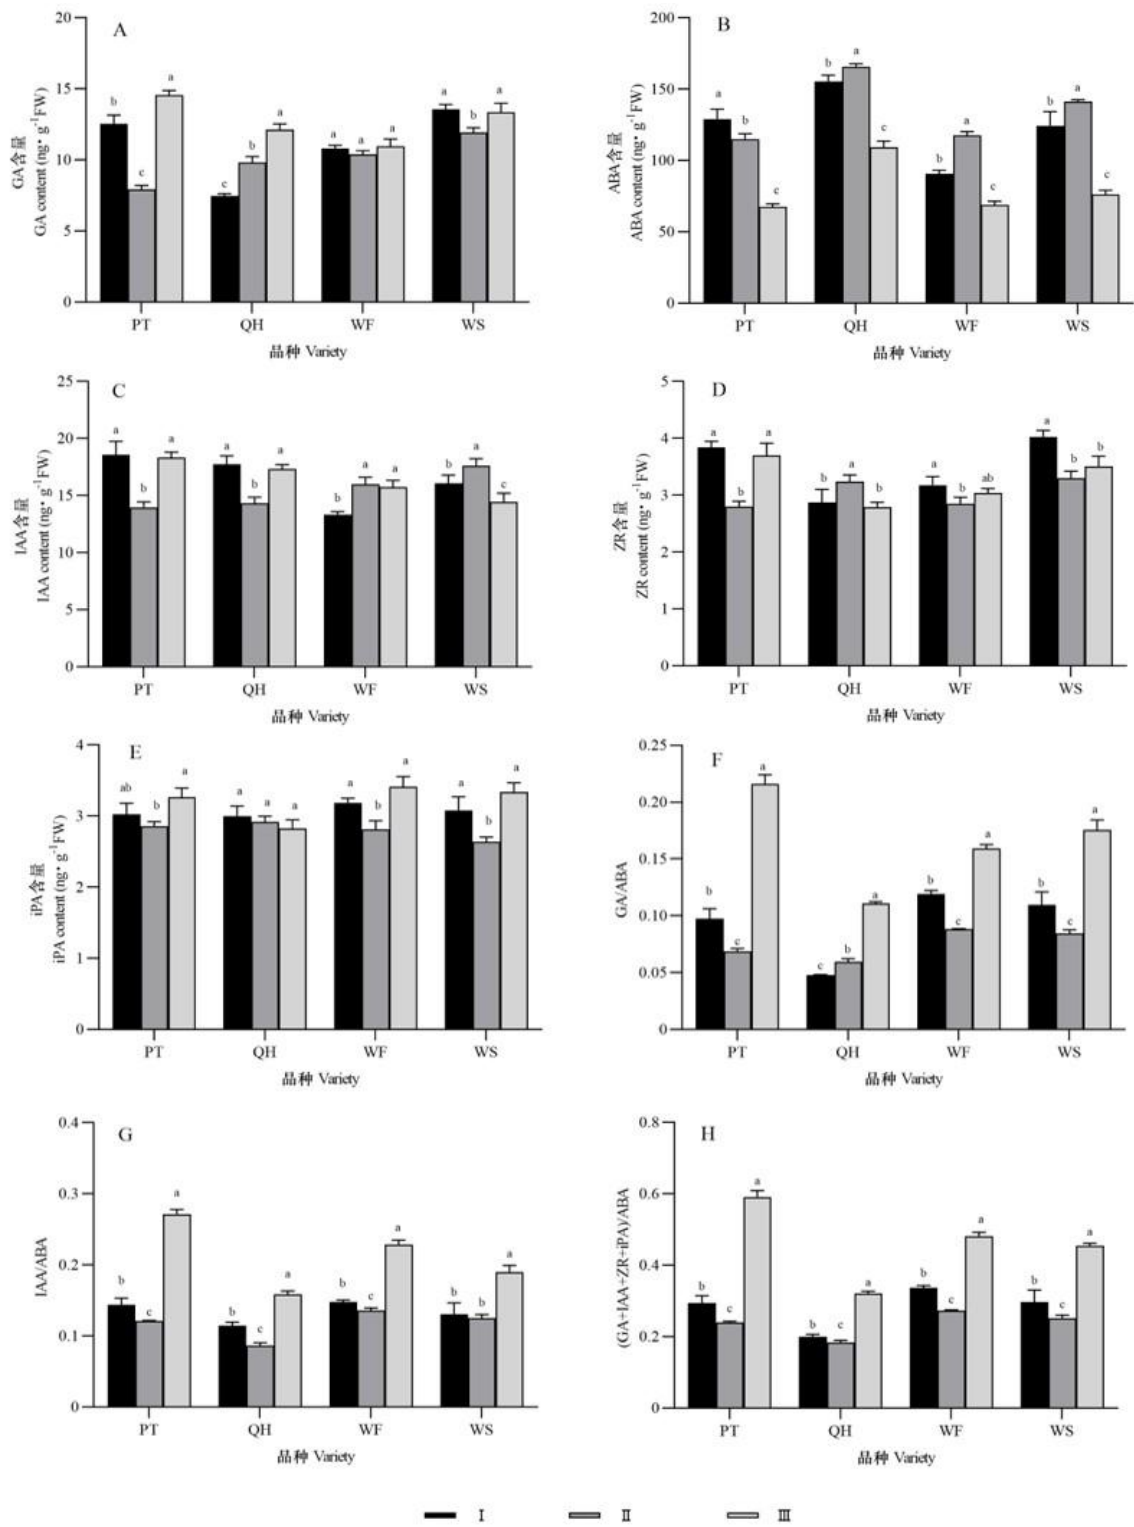 A
GA含量
GA content (ng• g⁻¹FW)
20
15
10
5
0
b
c
a
c
b
a
a
a
a
a
b
a
PT
QH
WF
WS
品种 Variety
B
ABA含量
ABA content (ng• g⁻¹FW)
200
150
100
50
0
a
b
c
b
a
c
b
a
c
b
a
c
PT
QH
WF
WS
品种 Variety
C
IAA含量
IAA content (ng• g⁻¹FW)
25
20
15
10
5
0
a
b
a
a
b
a
b
a
a
b
a
c
PT
QH
WF
WS
品种 Variety
D
ZR含量
ZR content (ng• g⁻¹FW)
5
4
3
2
1
0
a
b
a
b
a
b
a
b
ab
a
b
b
PT
QH
WF
WS
品种 Variety
E
iPA含量
iPA content (ng• g⁻¹FW)
4
3
2
1
0
ab
b
a
a
a
a
a
b
a
a
b
a
PT
QH
WF
WS
品种 Variety
F
GA/ABA
0.25
0.20
0.15
0.10
0.05
0
b
c
a
c
b
a
b
c
a
b
c
a
PT
QH
WF
WS
品种 Variety
G
IAA/ABA
0.4
0.3
0.2
0.1
0
b
c
a
b
c
a
b
c
a
b
b
a
PT
QH
WF
WS
品种 Variety
H
(GA+IAA+ZR+iPA)/ABA
0.8
0.6
0.4
0.2
0
b
c
a
b
c
a
b
c
a
b
c
a
PT
QH
WF
WS
品种 Variety
Ⅰ
Ⅱ
Ⅲ